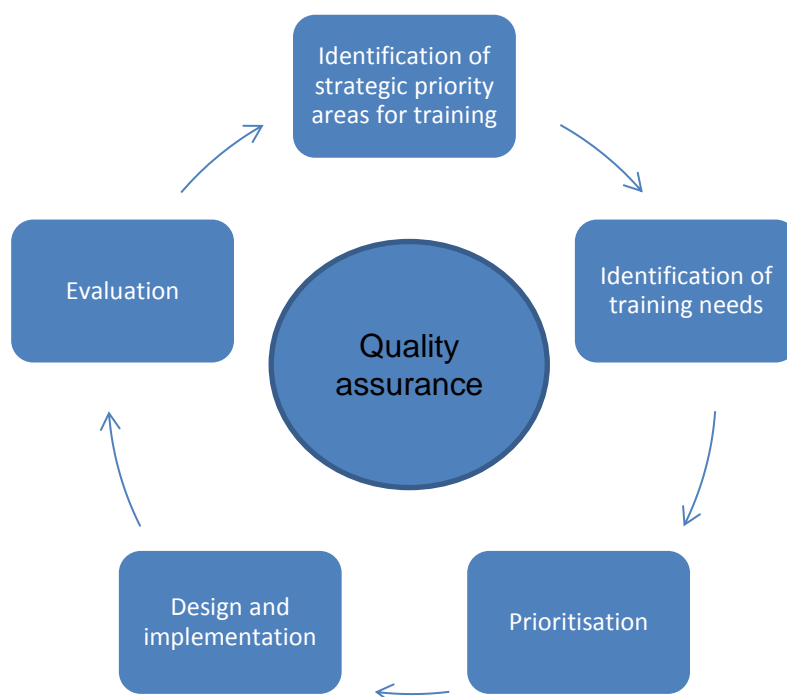 Identification of
strategic priority
areas for training
Identification of
training needs
Prioritisation
Design and
implementation
Evaluation
Quality
assurance